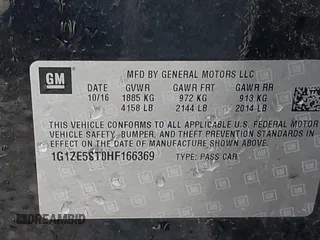 GM
MFD BY GENERAL MOTORS LLC
DATE GVWR GAWR FRT GAWR RR
10/16 1885 KG 972 KG 913 KG
4158 LB 2144 LB 2014 LB
THIS VEHICLE CONFORMS TO ALL APPLICABLE U.S. FEDERAL MOTOR
VEHICLE SAFETY, BUMPER, AND THEFT PREVENTION STANDARDS IN
EFFECT ON THE DATE OF MANUFACTURE SHOWN ABOVE.
1G1ZE5ST0HF166369 TYPE: PASS CAR
DREAMBID